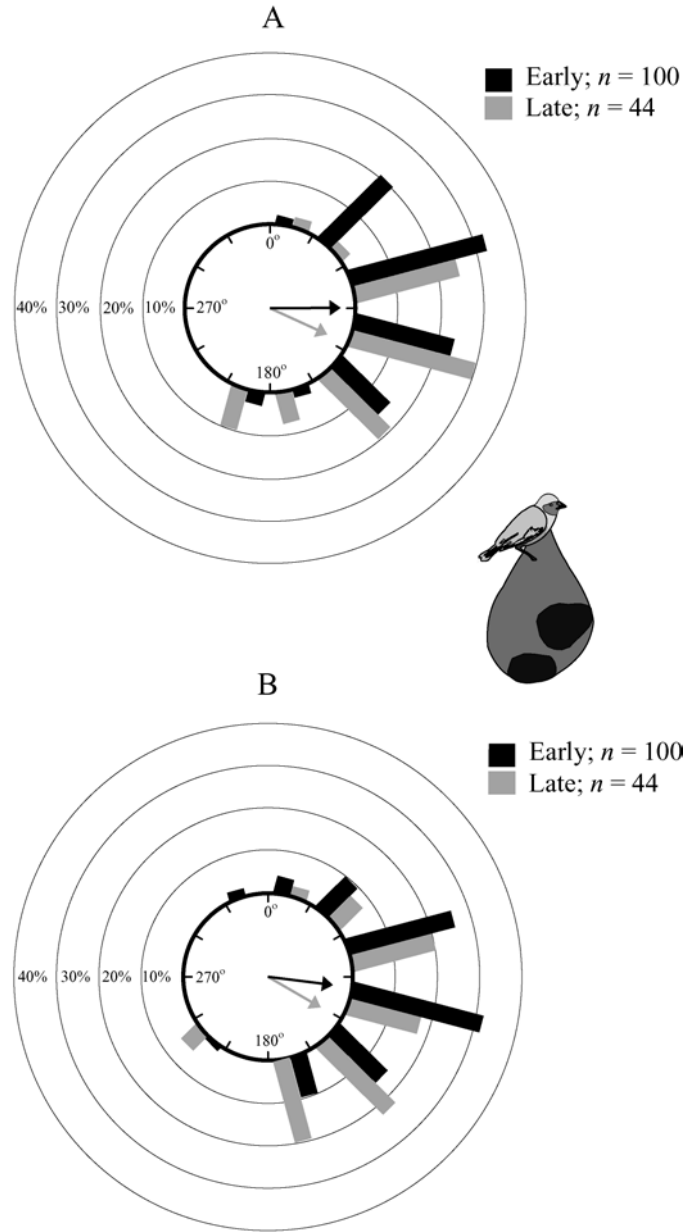 A
Early; n = 100
Late; n = 44
0°
40% 30% 20% 10% 270°
180°
B
Early; n = 100
Late; n = 44
0°
40% 30% 20% 10% 270°
180°